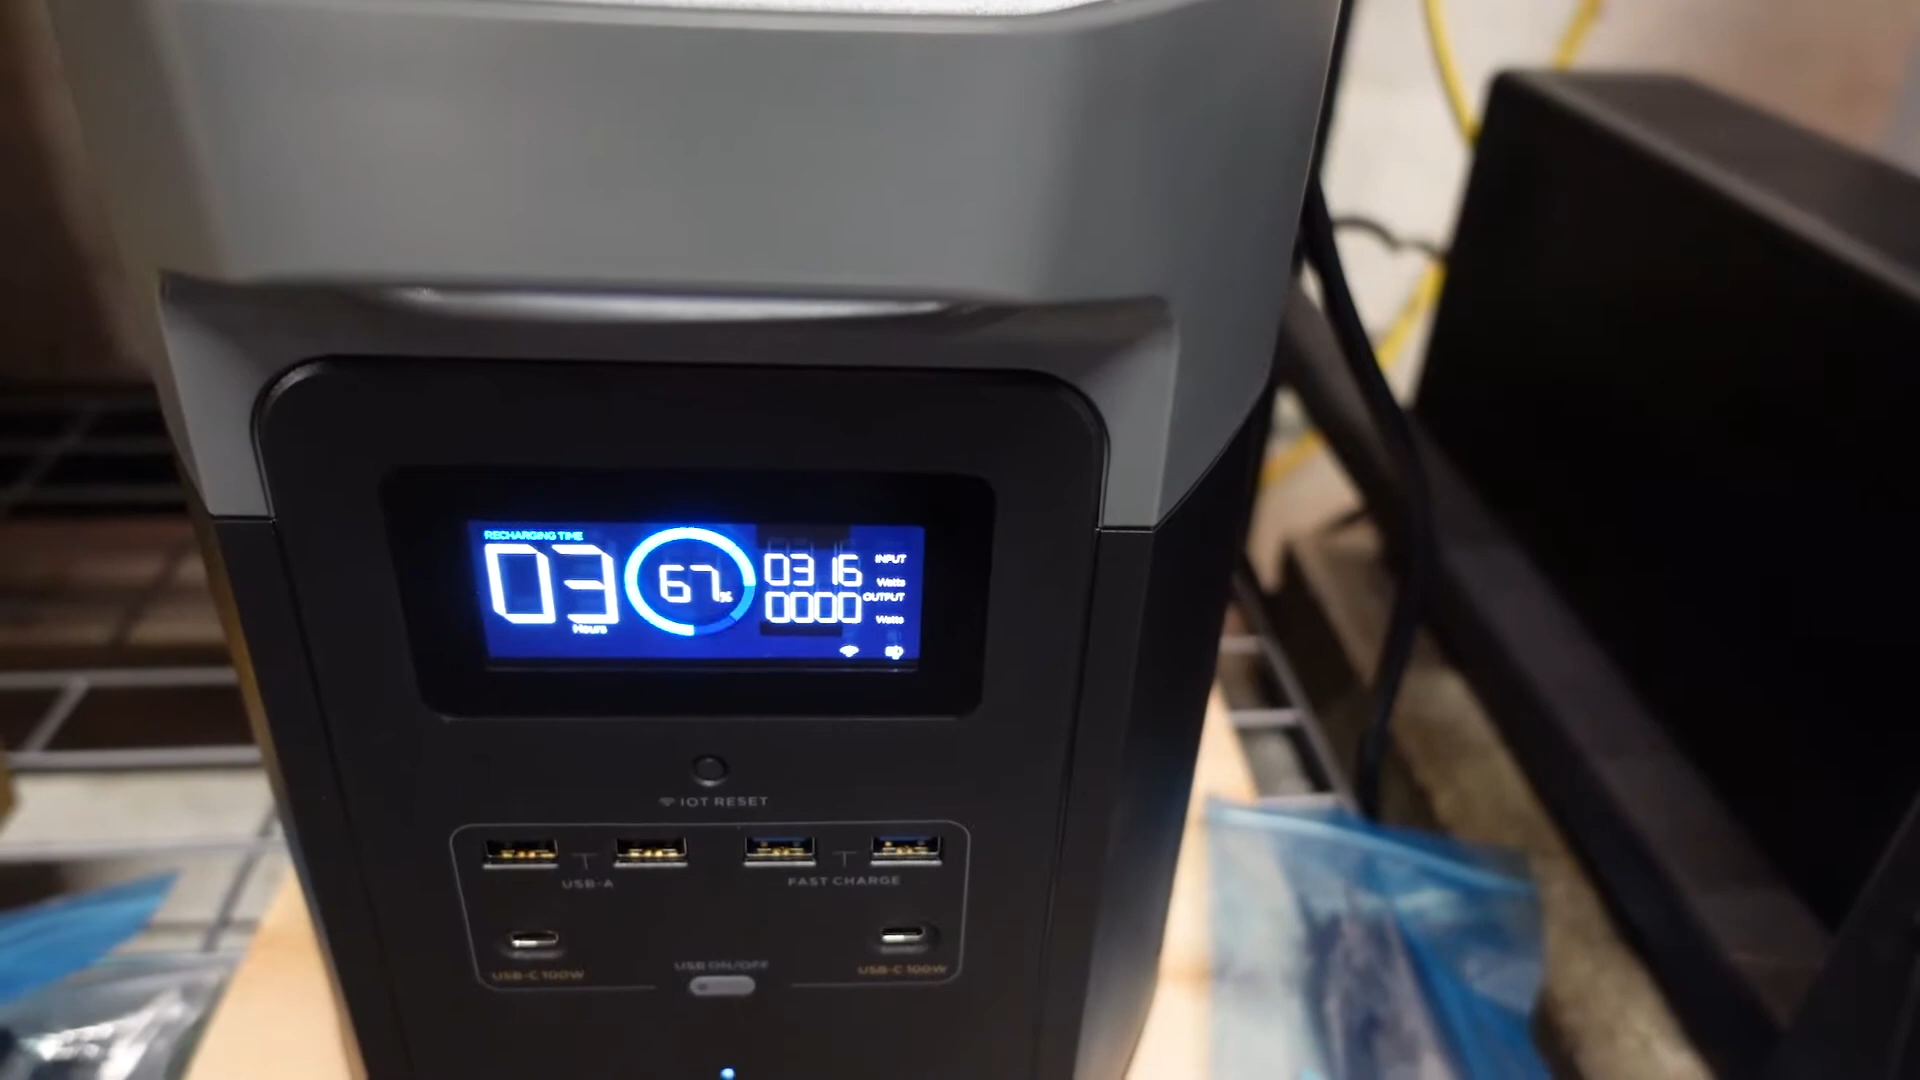 RECHARGING TIME
03
Hours
67%
0316 INPUT
Watts
0000 OUTPUT
Watts
IOT RESET
USB-A
FAST CHARGE
USB-C 100W
USB ON/OFF
USB-C 100W